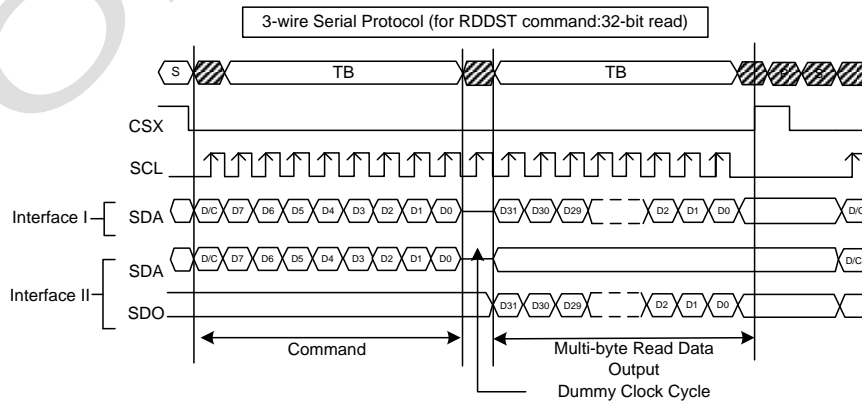 3-wire Serial Protocol (for RDDST command:32-bit read)
S TB TB P S
CSX
SCL
Interface I SDA D/C D7 D6 D5 D4 D3 D2 D1 D0 D31 D30 D29 D2 D1 D0 D/C
SDA D/C D7 D6 D5 D4 D3 D2 D1 D0 D/C
Interface II
SDO D31 D30 D29 D2 D1 D0
Command
Multi-byte Read Data
Output
Dummy Clock Cycle